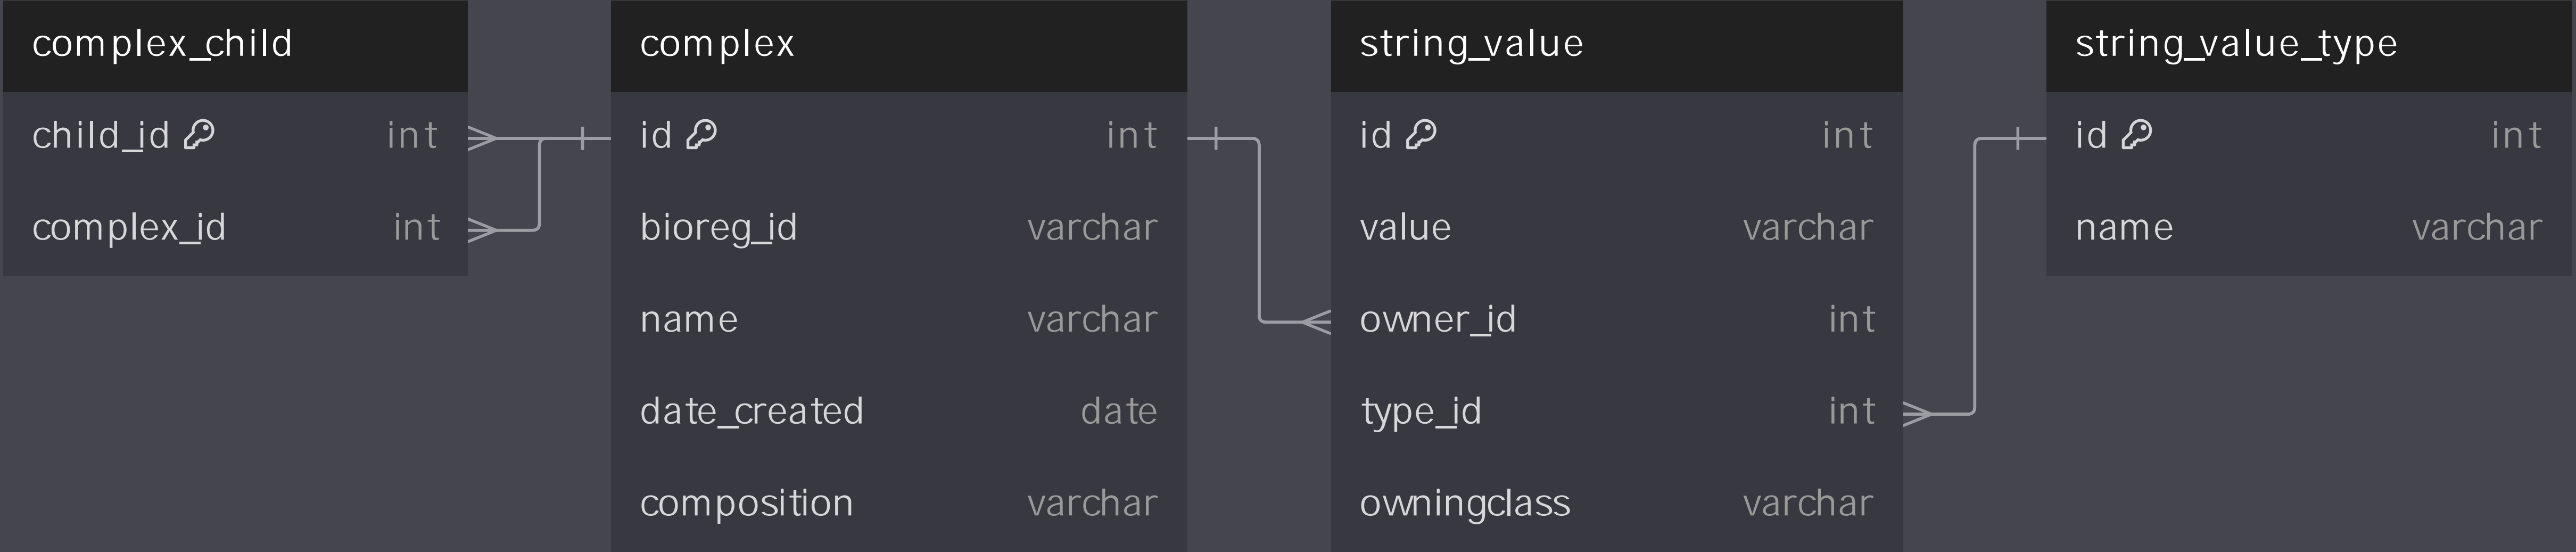 complex_child
child_id int
complex_id int
complex
id int
bioreg_id varchar
name varchar
date_created date
composition varchar
string_value
id int
value varchar
owner_id int
type_id int
owningclass varchar
string_value_type
id int
name varchar